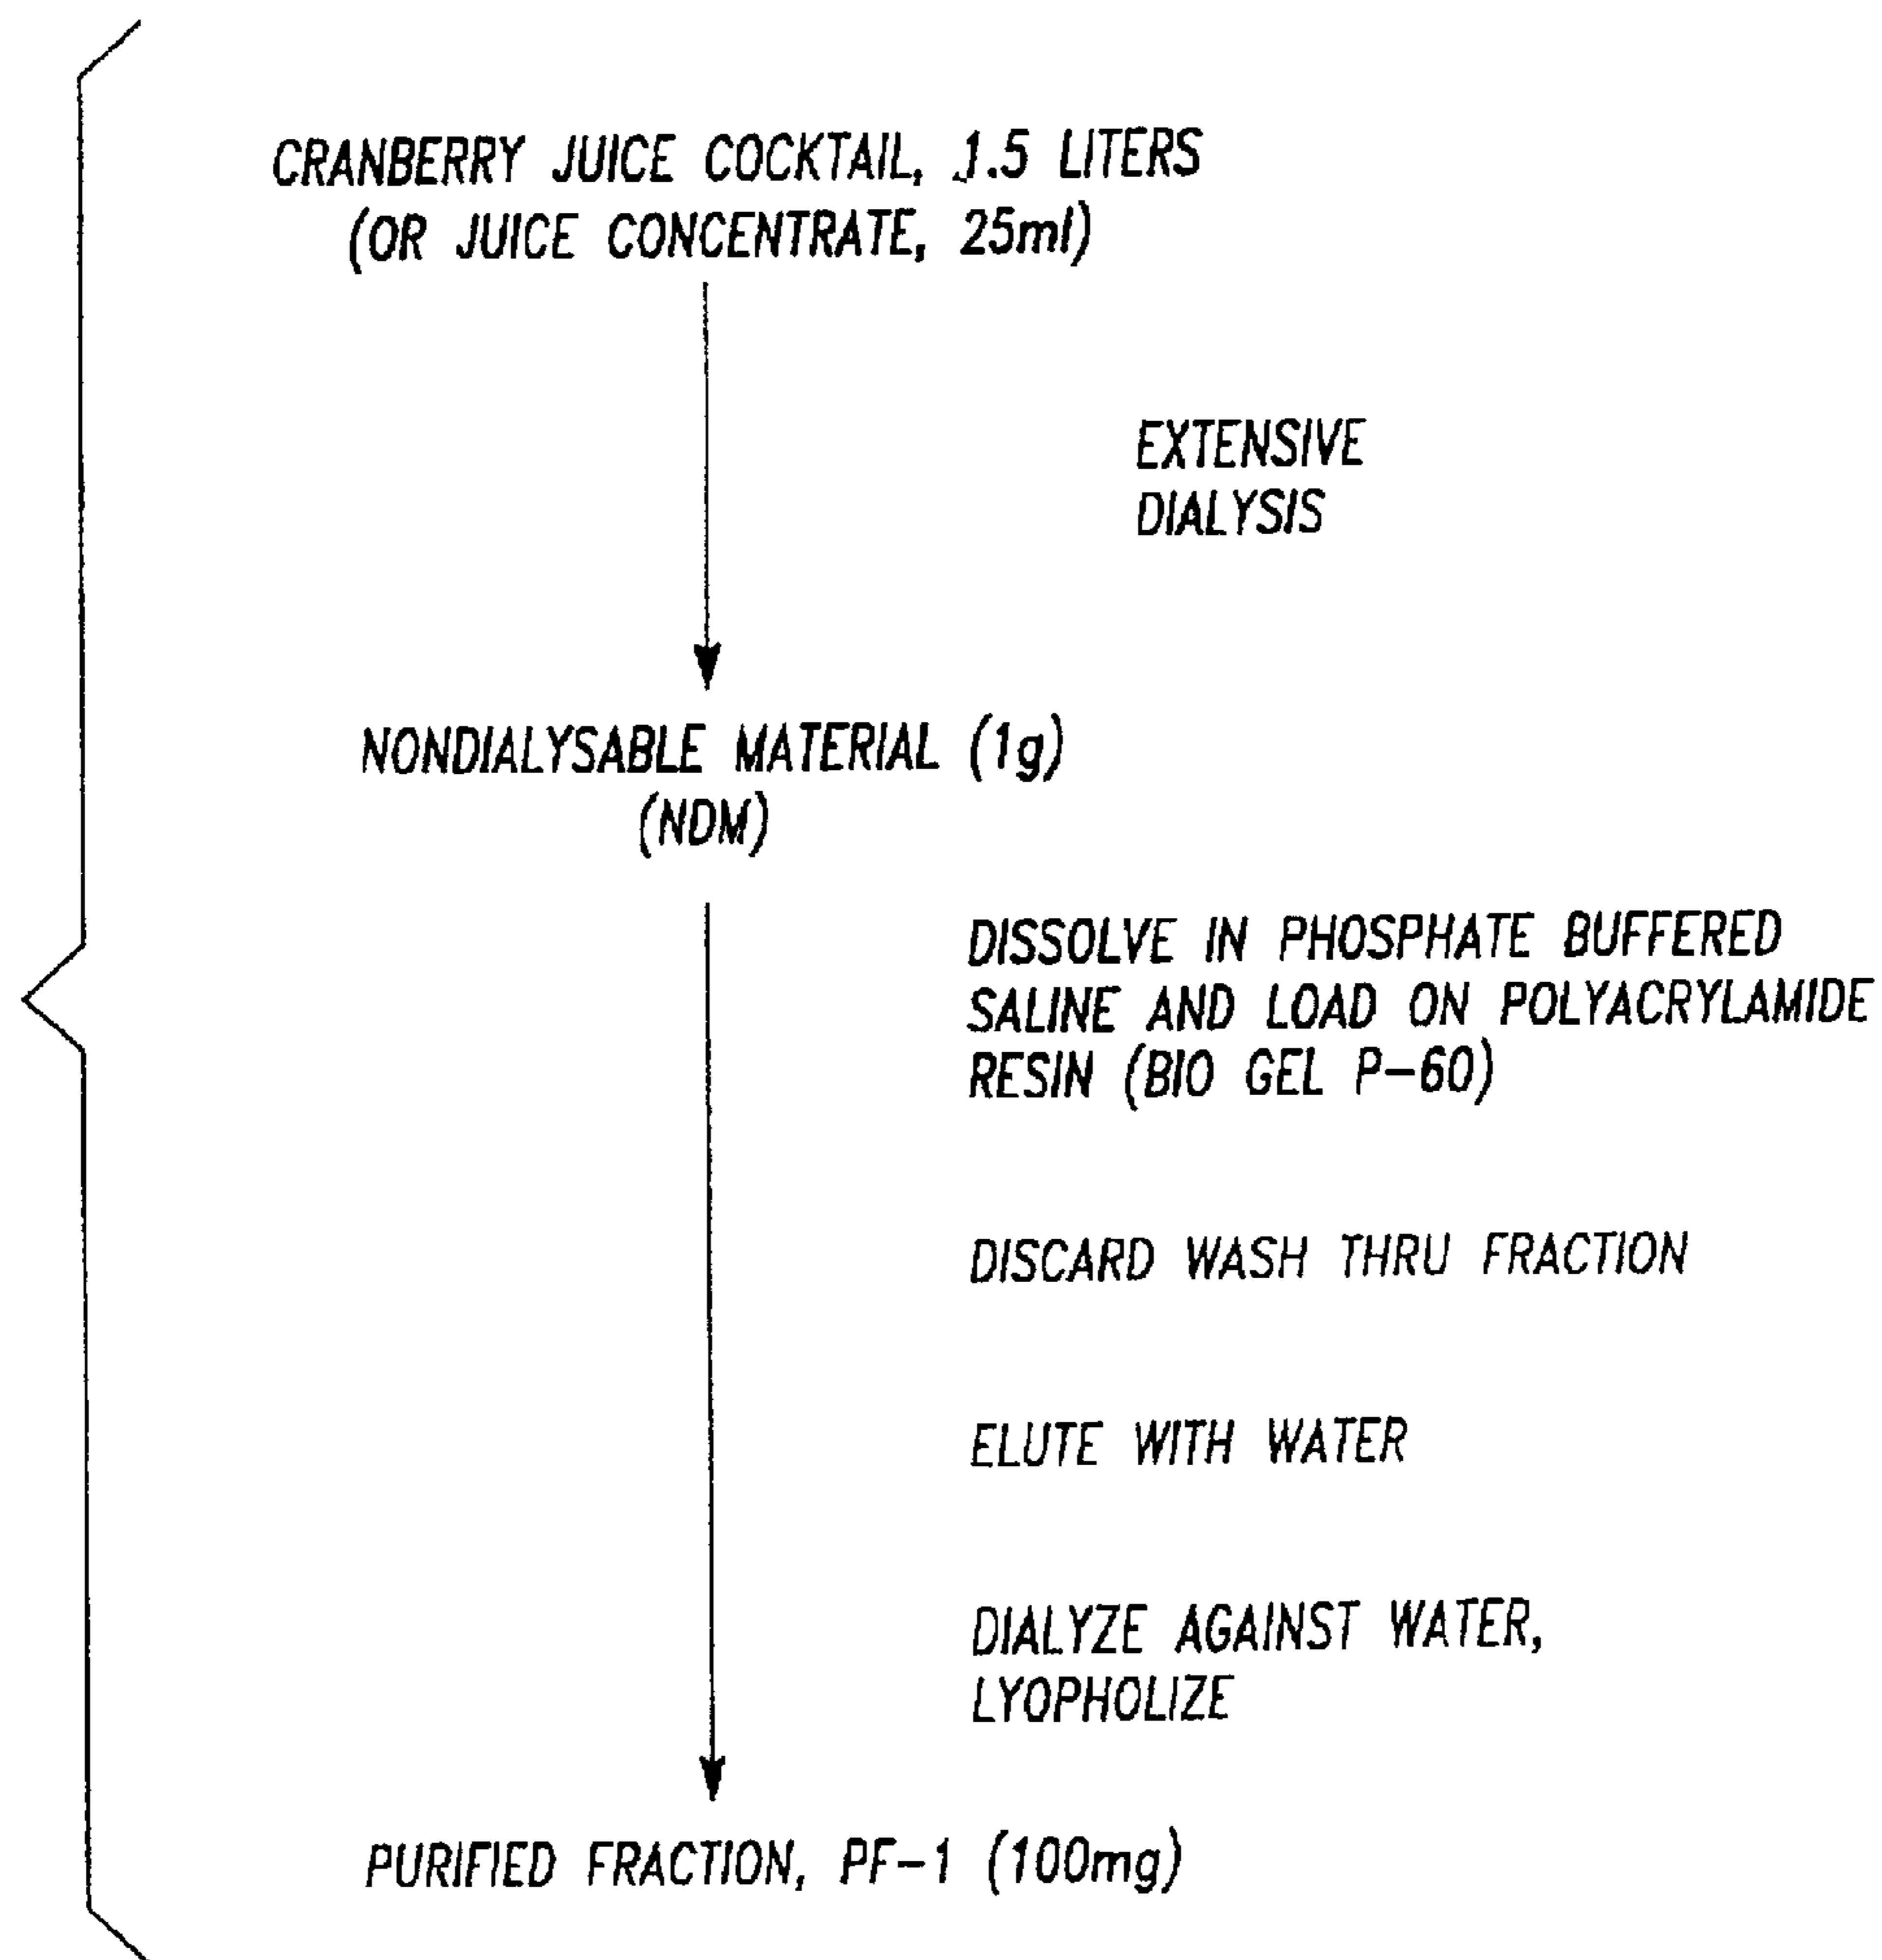 CRANBERRY JUICE COCKTAIL, 1.5 LITERS
(OR JUICE CONCENTRATE, 25ml)
EXTENSIVE
DIALYSIS
NONDIALYSABLE MATERIAL (1g)
(NDM)
DISSOLVE IN PHOSPHATE BUFFERED
SALINE AND LOAD ON POLYACRYLAMIDE
RESIN (BIO GEL P-60)
DISCARD WASH THRU FRACTION
ELUTE WITH WATER
DIALYZE AGAINST WATER,
LYOPHOLIZE
PURIFIED FRACTION, PF-1 (100mg)